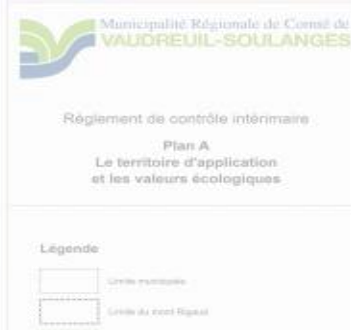 Municipalité Régionale de Comté de
VAUDREUIL-SOULANGES
Règlement de contrôle intérimaire
Plan A
Le territoire d'application
et les valeurs écologiques
Légende
Limite municipale
Limite du mont Rigaud